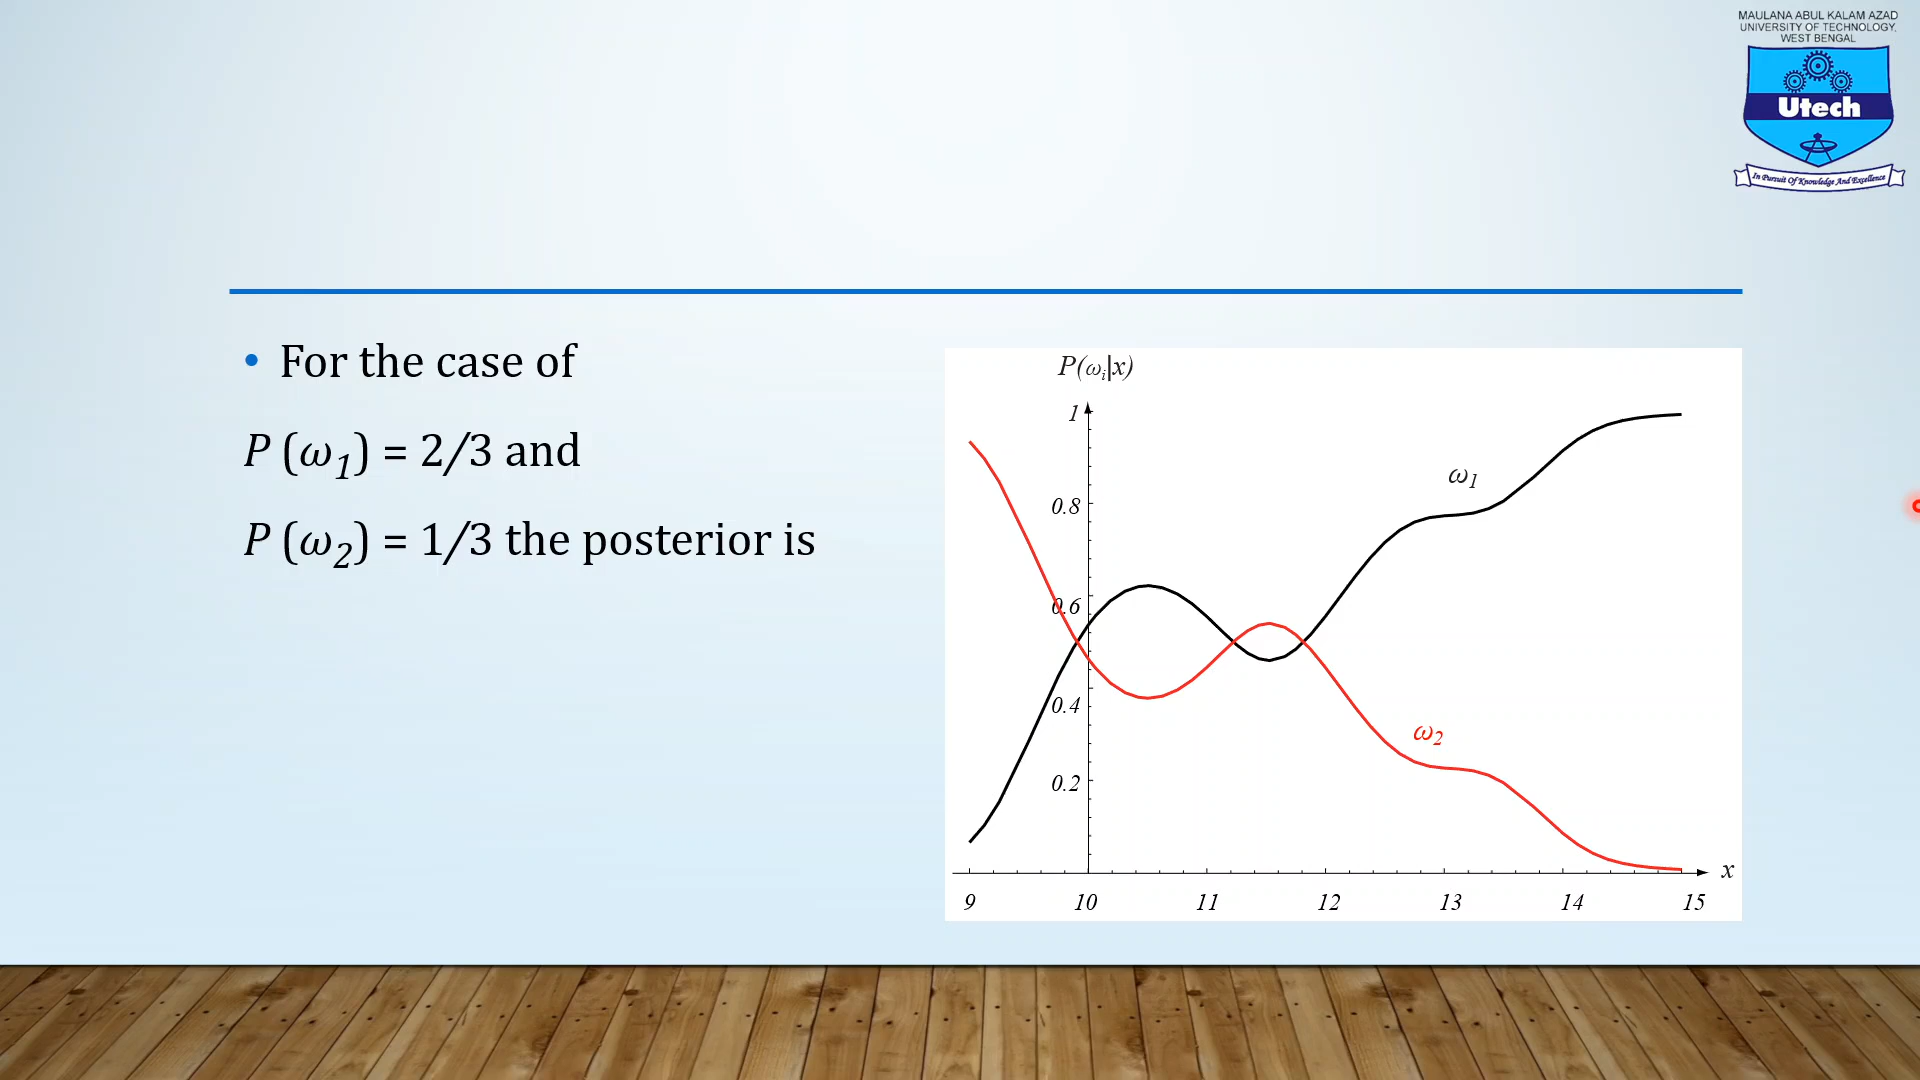 MAULANA ABUL KALAM AZAD
UNIVERSITY OF TECHNOLOGY,
WEST BENGAL
Utech
In Pursuit Of Knowledge And Excellence
• For the case of
P (ω₁) = 2/3 and
P (ω₂) = 1/3 the posterior is
P(ωᵢ|x)
1
0.8
0.6
0.4
0.2
ω₁
ω₂
x
9 10 11 12 13 14 15